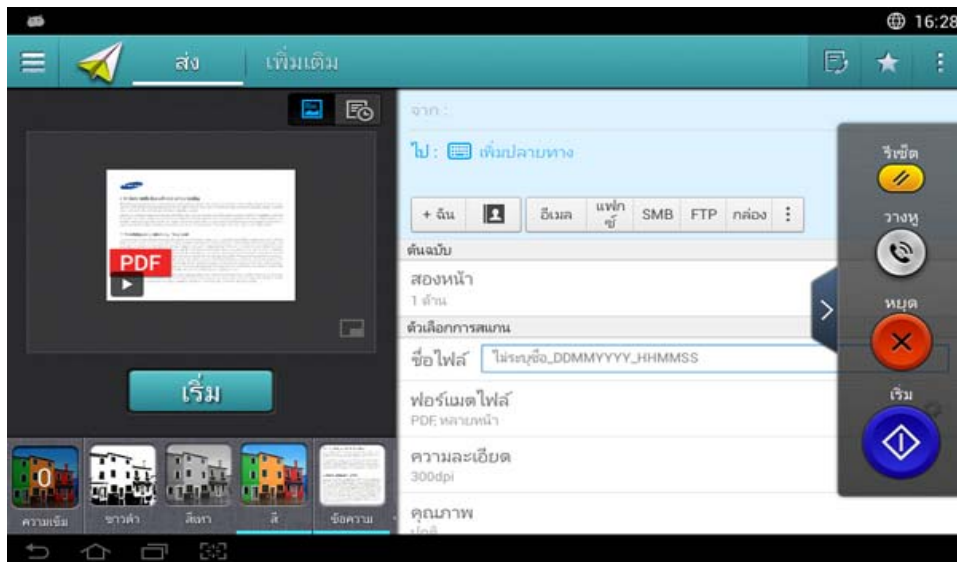 16:28
ส่ง
เพิ่มเติม
จาก :
ไป : เพิ่มปลายทาง
+ ฉัน
อีเมล
แฟกซ์
SMB
FTP
กล่อง
ต้นฉบับ
สองหน้า
1 ด้าน
ตัวเลือกการสแกน
ชื่อไฟล์
ไม่ระบุชื่อ_DDMMYYYY_HHMMSS
ฟอร์แมตไฟล์
PDF, หลายหน้า
ความละเอียด
300dpi
คุณภาพ
PDF
เริ่ม
0
ความเข้ม
ขาวดำ
สีเทา
สี
ข้อความ
รีเซ็ต
วางหู
หยุด
เริ่ม